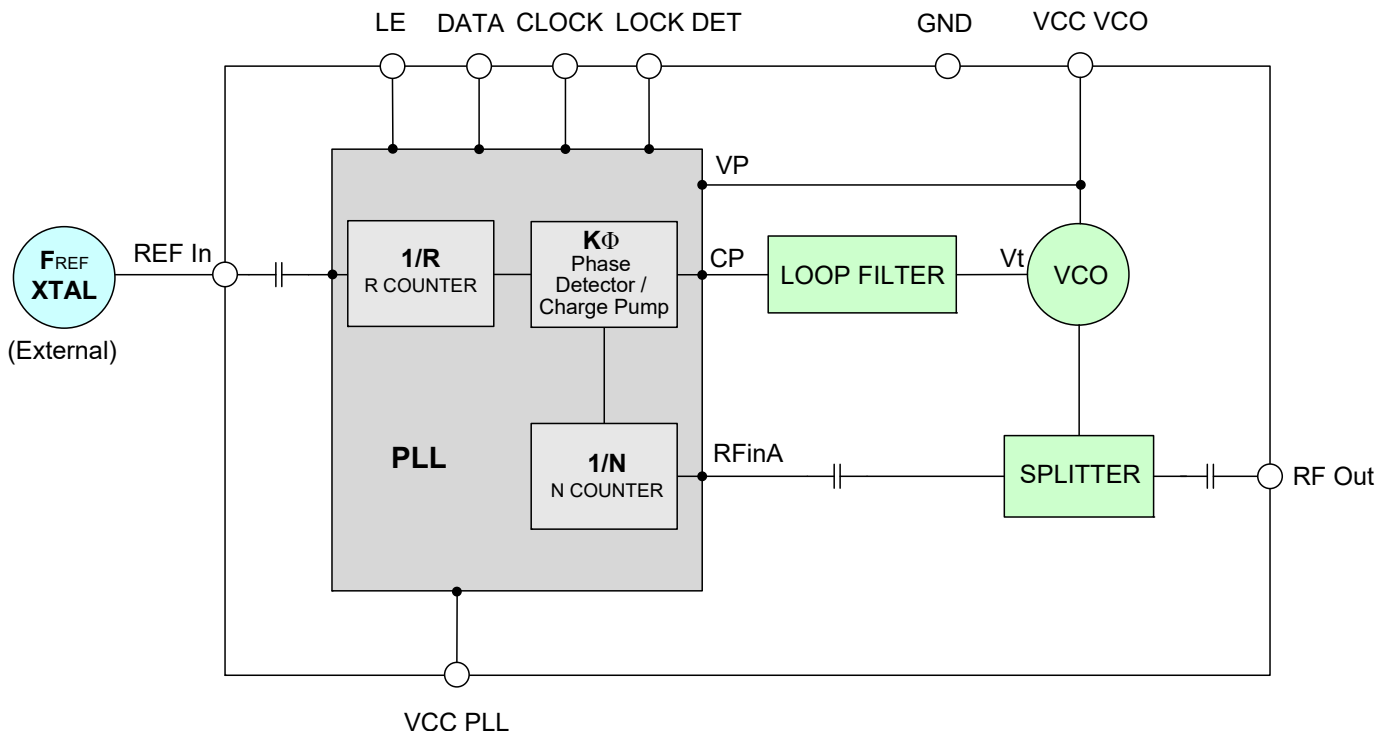 LE
DATA
CLOCK
LOCK DET
GND
VCC VCO
VP
REF In
FREF
XTAL
(External)
1/R
R COUNTER
KΦ
Phase
Detector /
Charge Pump
CP
LOOP FILTER
Vt
VCO
PLL
1/N
N COUNTER
RFinA
SPLITTER
RF Out
VCC PLL